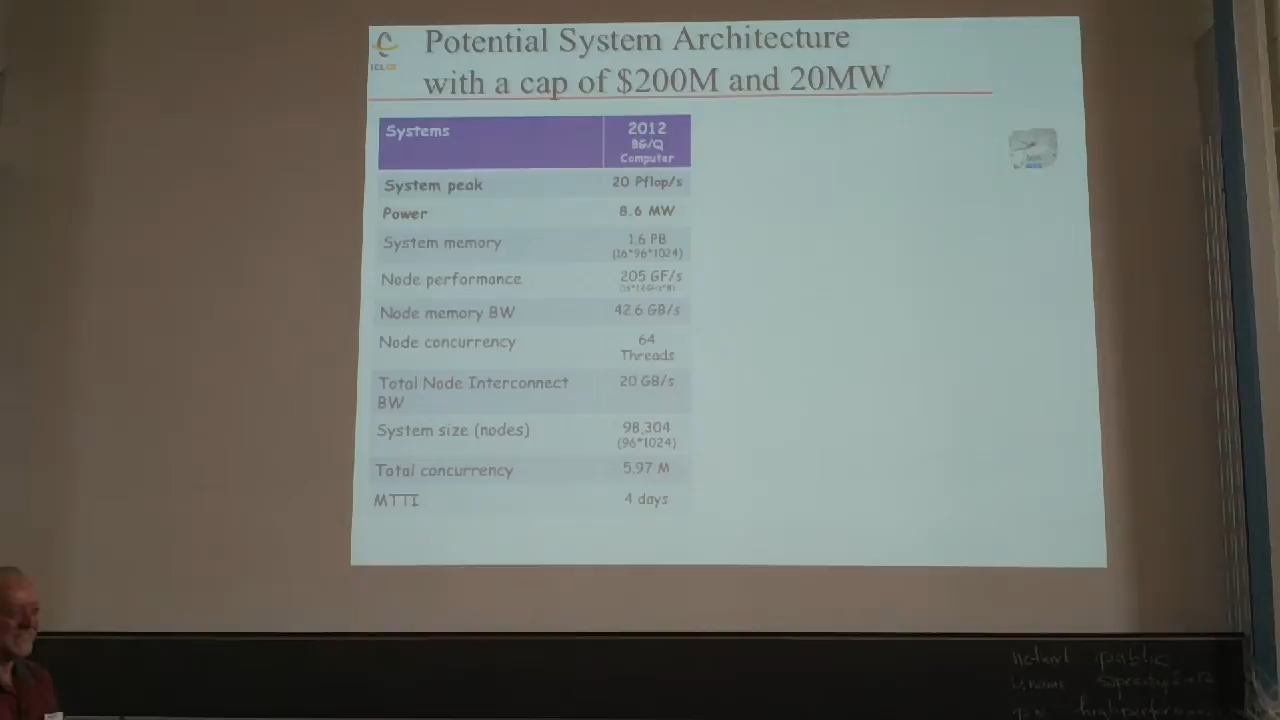 ICL
Potential System Architecture
with a cap of $200M and 20MW
Systems
2012
BG/Q
Computer
System peak
20 Pflop/s
Power
8.6 MW
System memory
1.6 PB
(16*96*1024)
Node performance
205 GF/s
Node memory BW
42.6 GB/s
Node concurrency
64
Threads
Total Node Interconnect
BW
20 GB/s
System size (nodes)
98,304
(96*1024)
Total concurrency
5.97 M
MTTI
4 days
public